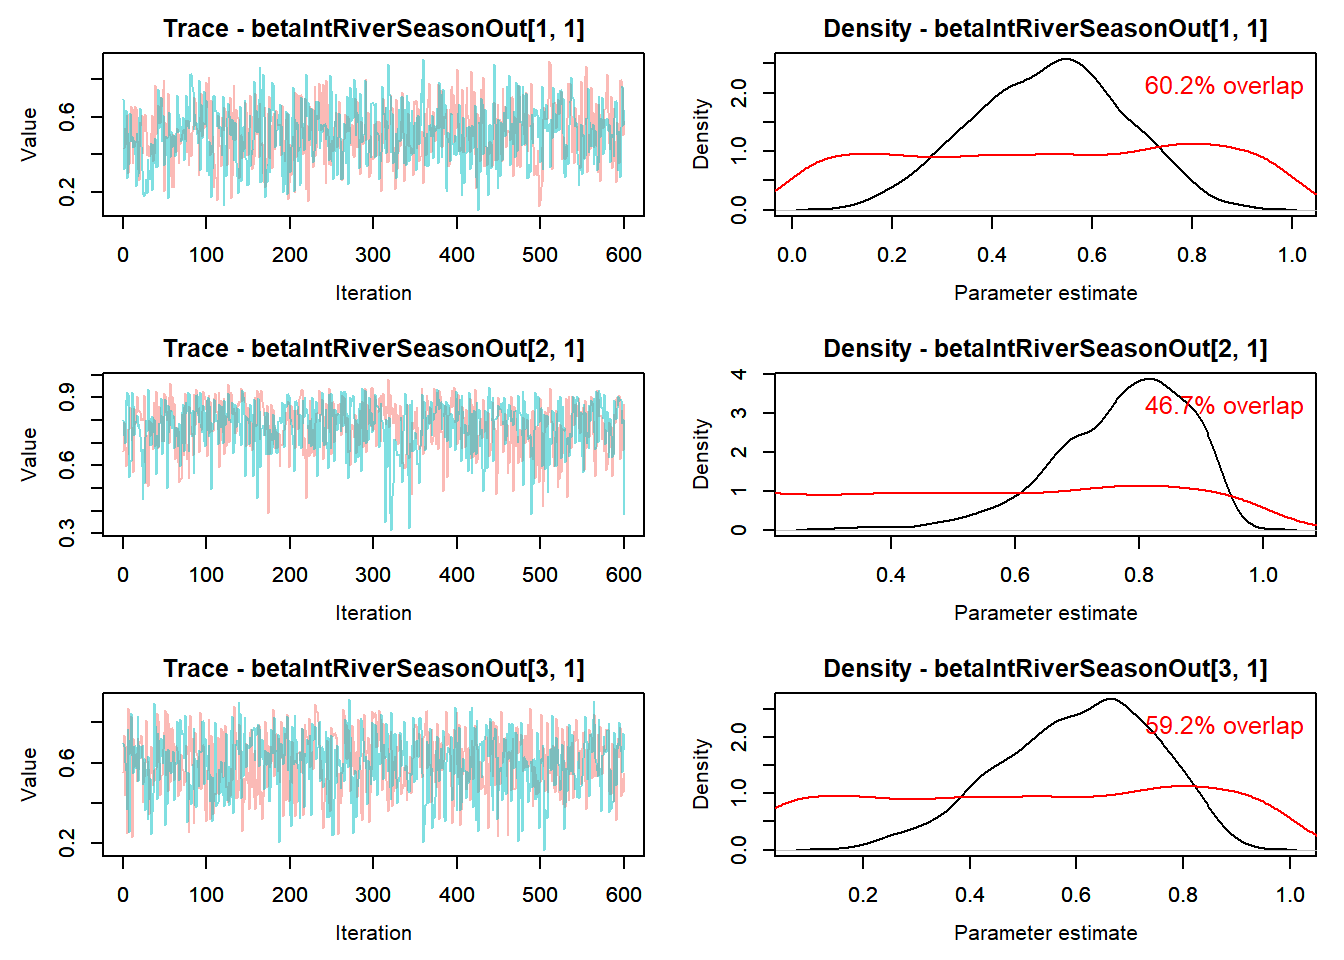 Trace - betaIntRiverSeasonOut[1, 1]
Value
0.2 0.6
0 100 200 300 400 500 600
Iteration
Density - betaIntRiverSeasonOut[1, 1]
60.2% overlap
Density
0.0 1.0 2.0
0.0 0.2 0.4 0.6 0.8 1.0
Parameter estimate
Trace - betaIntRiverSeasonOut[2, 1]
Value
0.3 0.6 0.9
0 100 200 300 400 500 600
Iteration
Density - betaIntRiverSeasonOut[2, 1]
46.7% overlap
Density
0 1 2 3 4
0.4 0.6 0.8 1.0
Parameter estimate
Trace - betaIntRiverSeasonOut[3, 1]
Value
0.2 0.6
0 100 200 300 400 500 600
Iteration
Density - betaIntRiverSeasonOut[3, 1]
59.2% overlap
Density
0.0 1.0 2.0
0.2 0.4 0.6 0.8 1.0
Parameter estimate